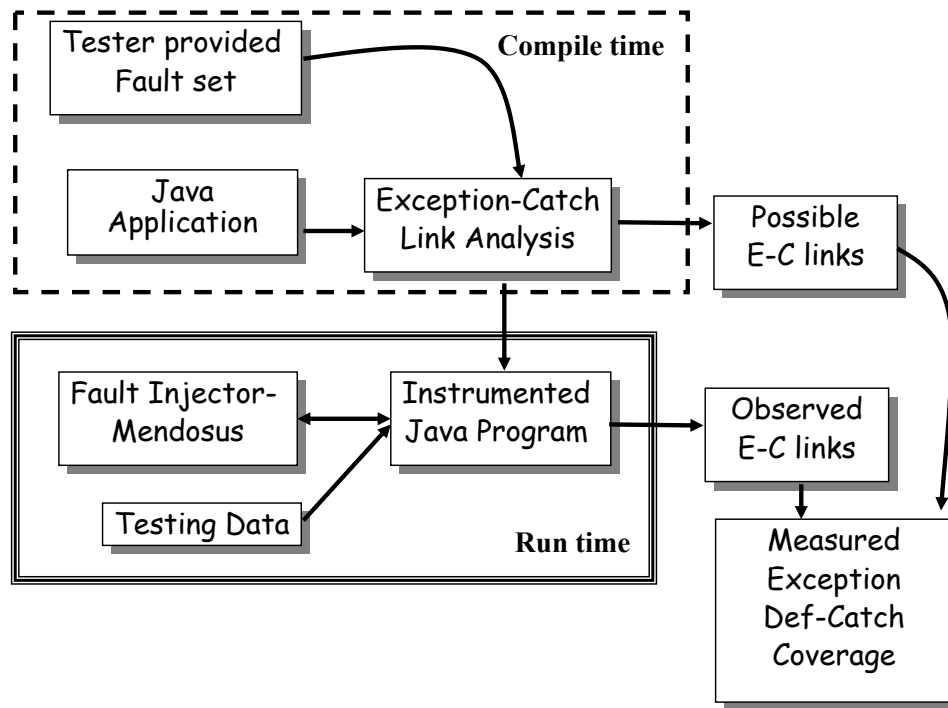 Tester provided
Fault set
Compile time
Java
Application
Exception-Catch
Link Analysis
Possible
E-C links
Fault Injector-
Mendosus
Instrumented
Java Program
Observed
E-C links
Testing Data
Run time
Measured
Exception
Def-Catch
Coverage